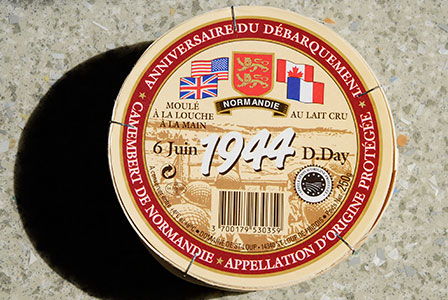 ANNIVERSAIRE DU DÉBARQUEMENT
NORMANDIE
MOULÉ
À LA LOUCHE
À LA MAIN
AU LAIT CRU
6 Juin 1944 D.Day
250g
3 700179 530359
CAMEMBERT DE NORMANDIE ★ APPELLATION D'ORIGINE PROTÉGÉE ★